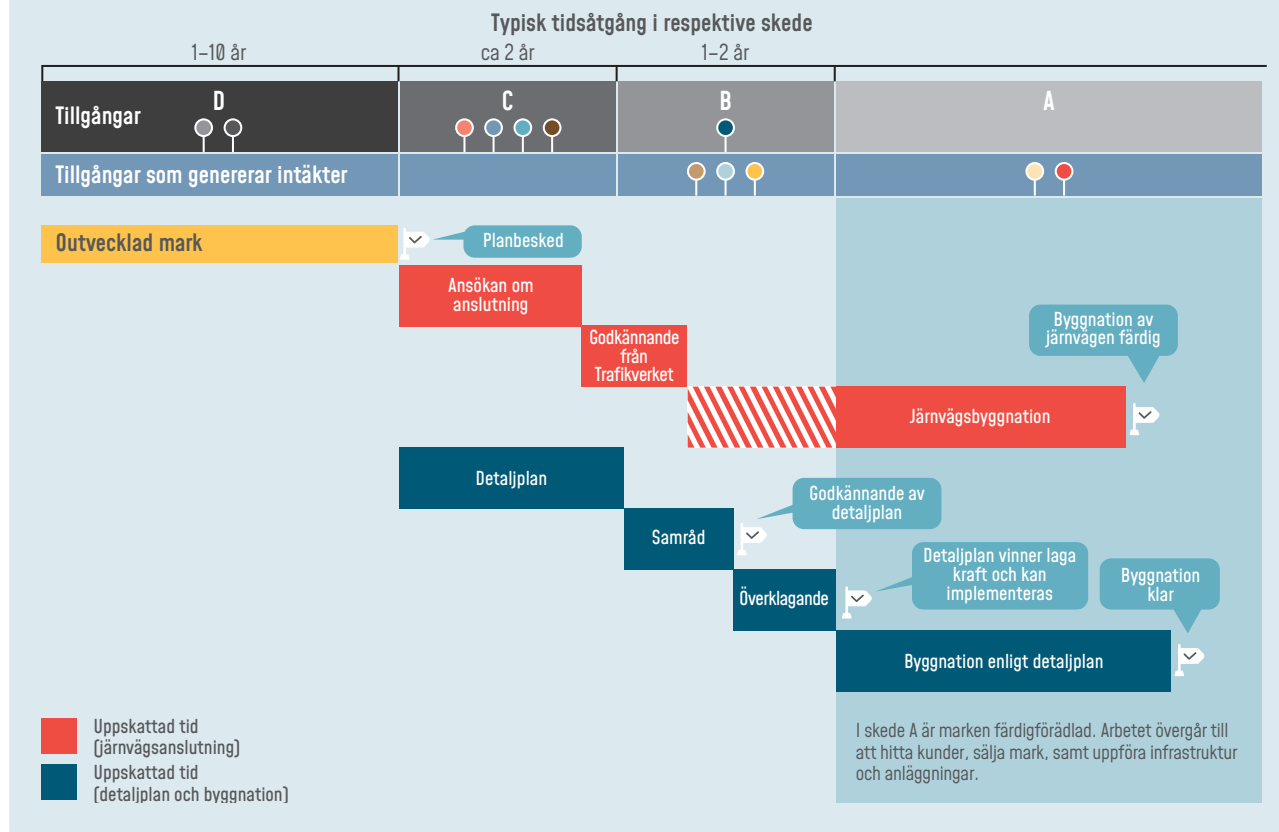 Typisk tidsåtgång i respektive skede
1–10 år
ca 2 år
1–2 år
Tillgångar
D
C
B
A
Tillgångar som genererar intäkter
Outvecklad mark
Planbesked
Ansökan om
anslutning
Godkännande
från
Trafikverket
Byggnation av
järnvägen färdig
Järnvägsbyggnation
Detaljplan
Godkännande av
detaljplan
Samråd
Detaljplan vinner laga
kraft och kan
implementeras
Byggnation
klar
Överklagande
Byggnation enligt detaljplan
Uppskattad tid
(järnvägsanslutning)
Uppskattad tid
(detaljplan och byggnation)
I skede A är marken färdigförädlad. Arbetet övergår till
att hitta kunder, sälja mark, samt uppföra infrastruktur
och anläggningar.